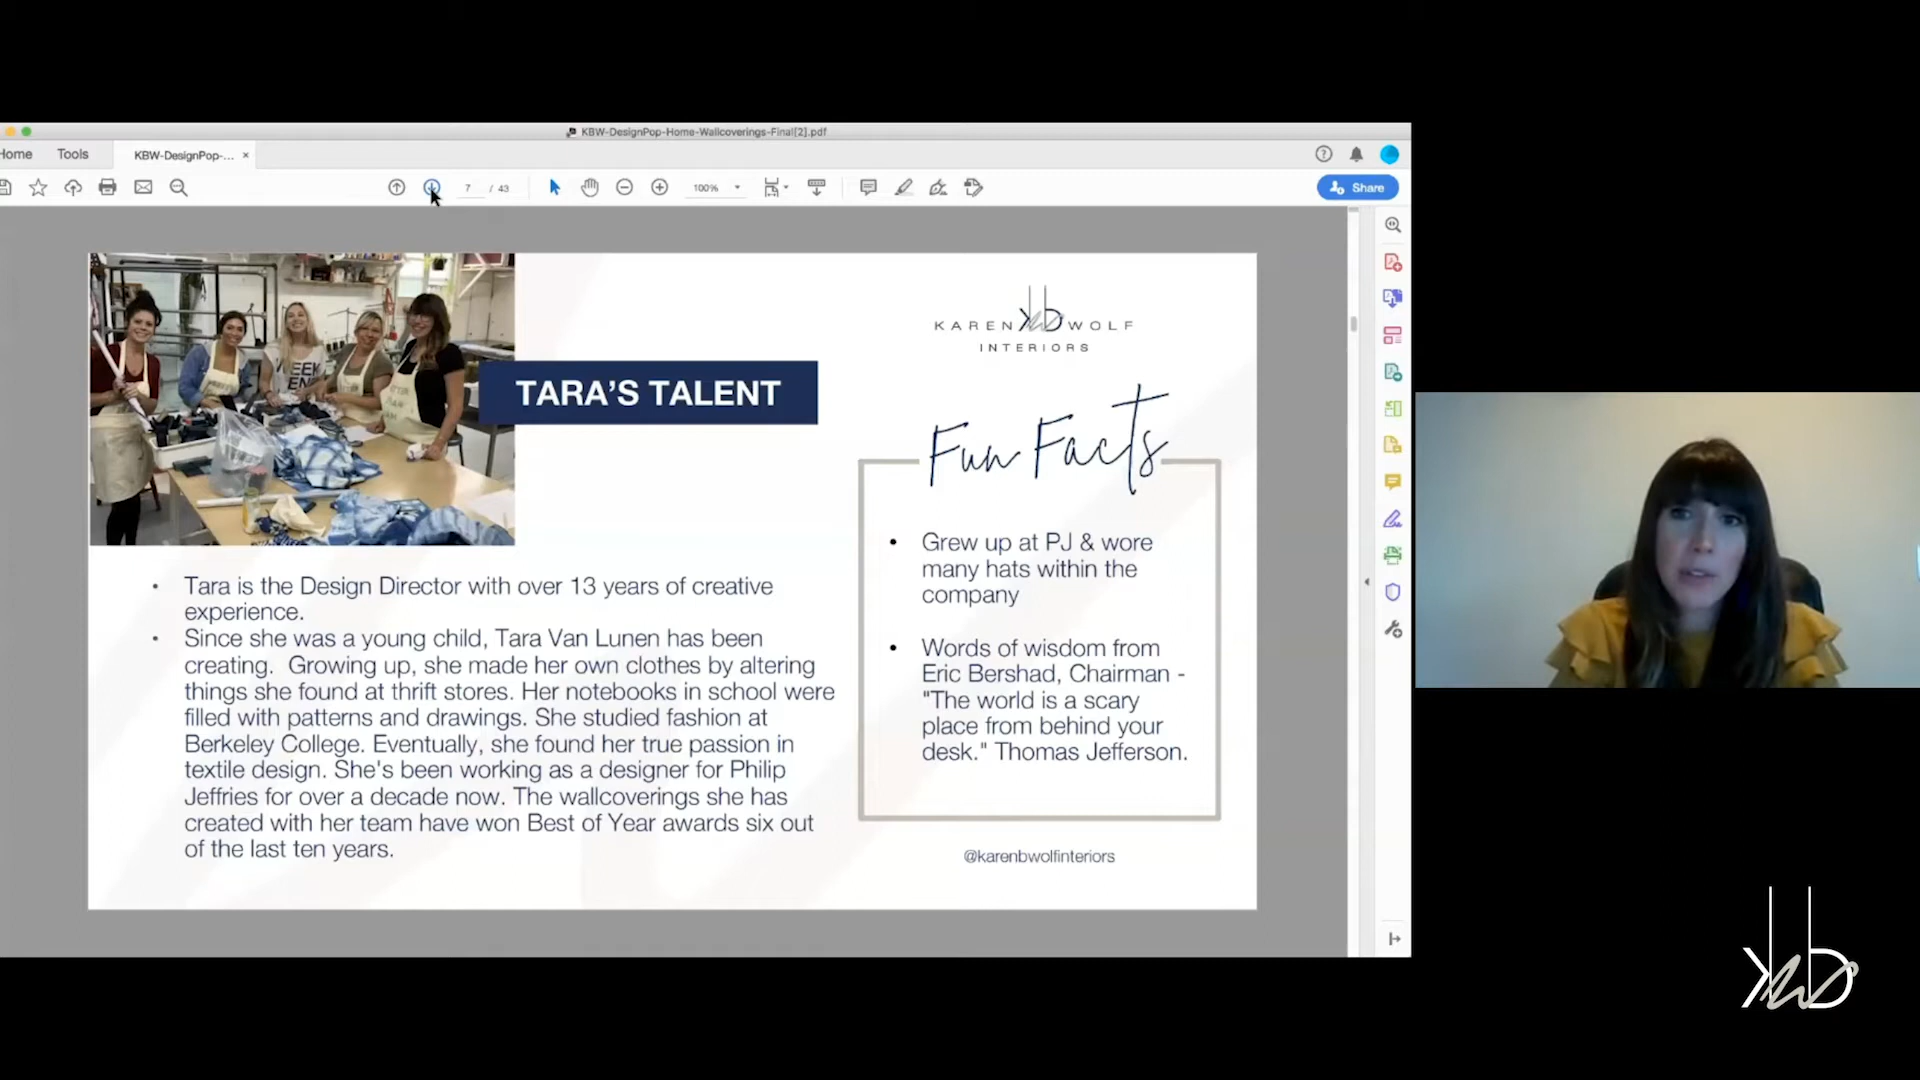 KBW-DesignPop-Home-Wallcoverings-Final[2].pdf
Home
Tools
KBW-DesignPop-... ×
7 / 43
100%
Share
WEEK
END
TARA'S TALENT
KAREN WOLF
INTERIORS
Fun Facts
• Grew up at PJ & wore
many hats within the
company
• Words of wisdom from
Eric Bershad, Chairman -
"The world is a scary
place from behind your
desk." Thomas Jefferson.
• Tara is the Design Director with over 13 years of creative
experience.
• Since she was a young child, Tara Van Lunen has been
creating.  Growing up, she made her own clothes by altering
things she found at thrift stores. Her notebooks in school were
filled with patterns and drawings. She studied fashion at
Berkeley College. Eventually, she found her true passion in
textile design. She's been working as a designer for Philip
Jeffries for over a decade now. The wallcoverings she has
created with her team have won Best of Year awards six out
of the last ten years.
@karenbwolfinteriors